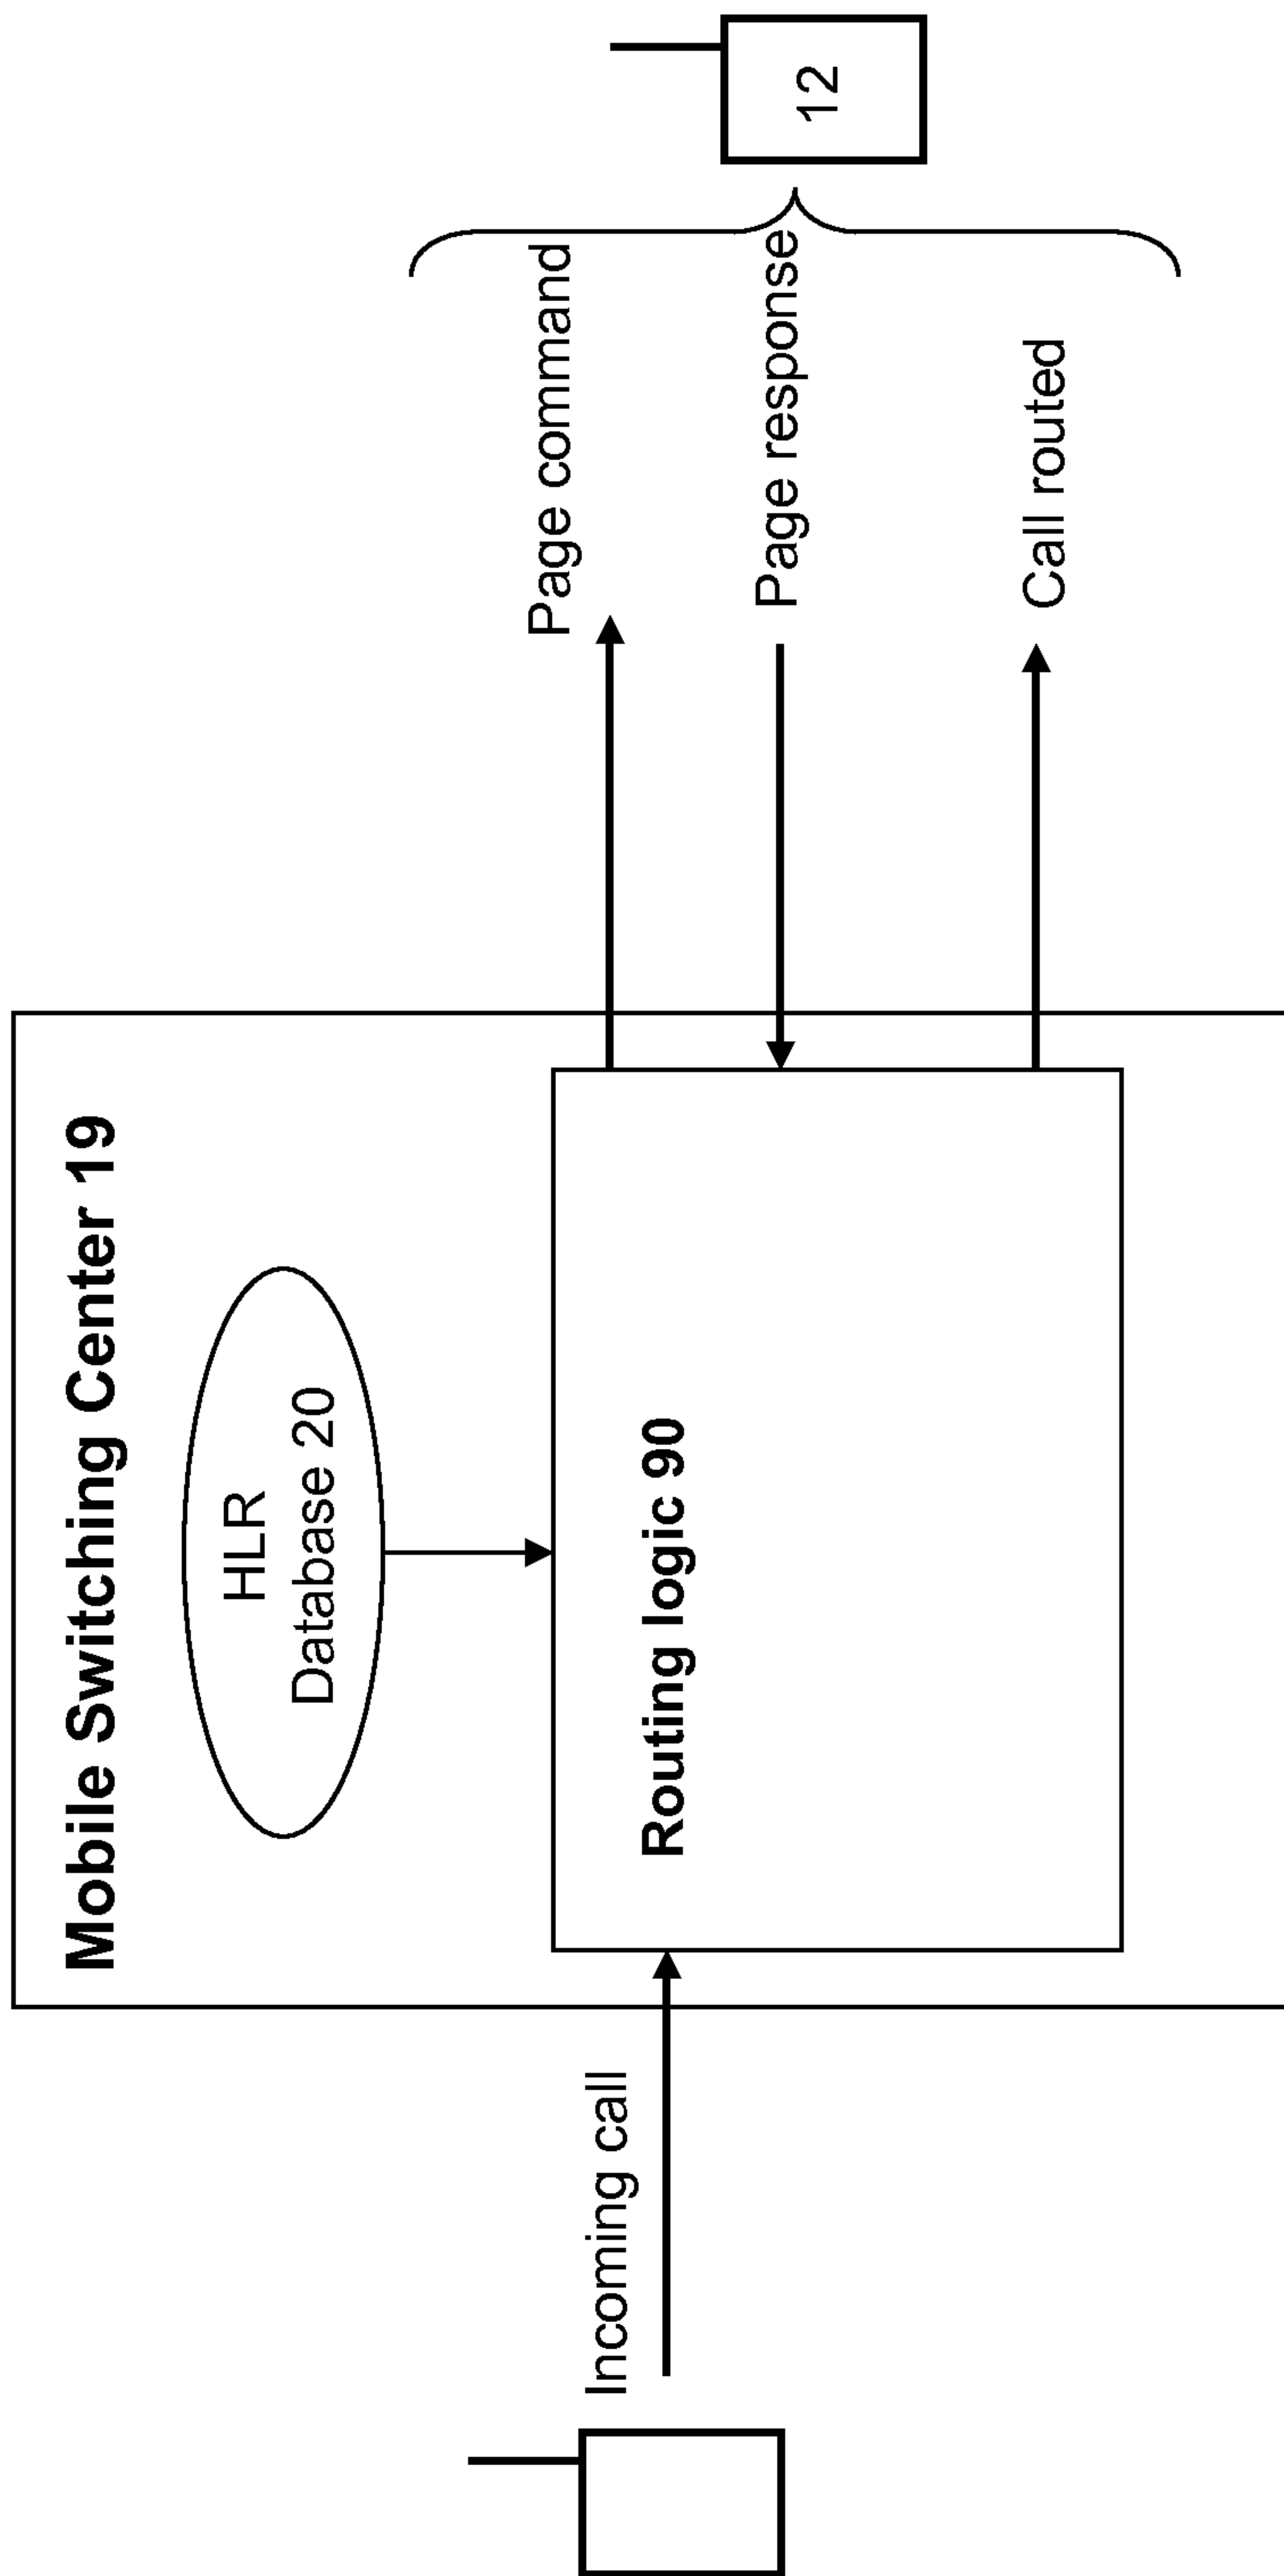 Mobile Switching Center 19
HLR
Database 20
Incoming call
Routing logic 90
Page command
Page response
Call routed
12